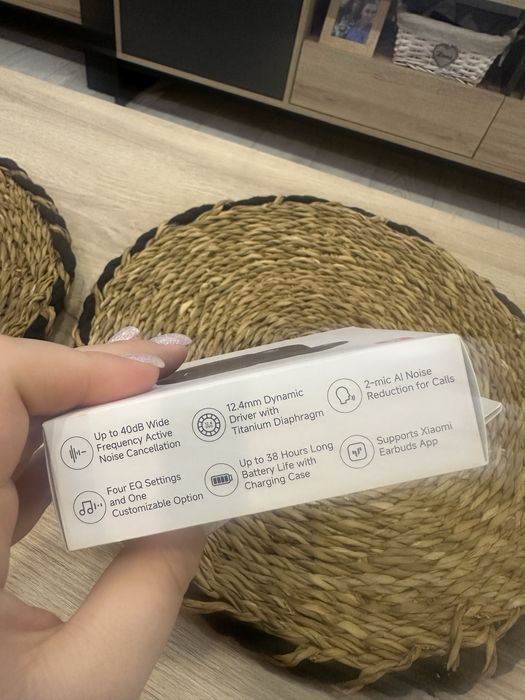 Up to 40dB Wide
Frequency Active
Noise Cancellation
12.4mm Dynamic
Driver with
Titanium Diaphragm
2-mic AI Noise
Reduction for Calls
Four EQ Settings
and One
Customizable Option
Up to 38 Hours Long
Battery Life with
Charging Case
Supports Xiaomi
Earbuds App